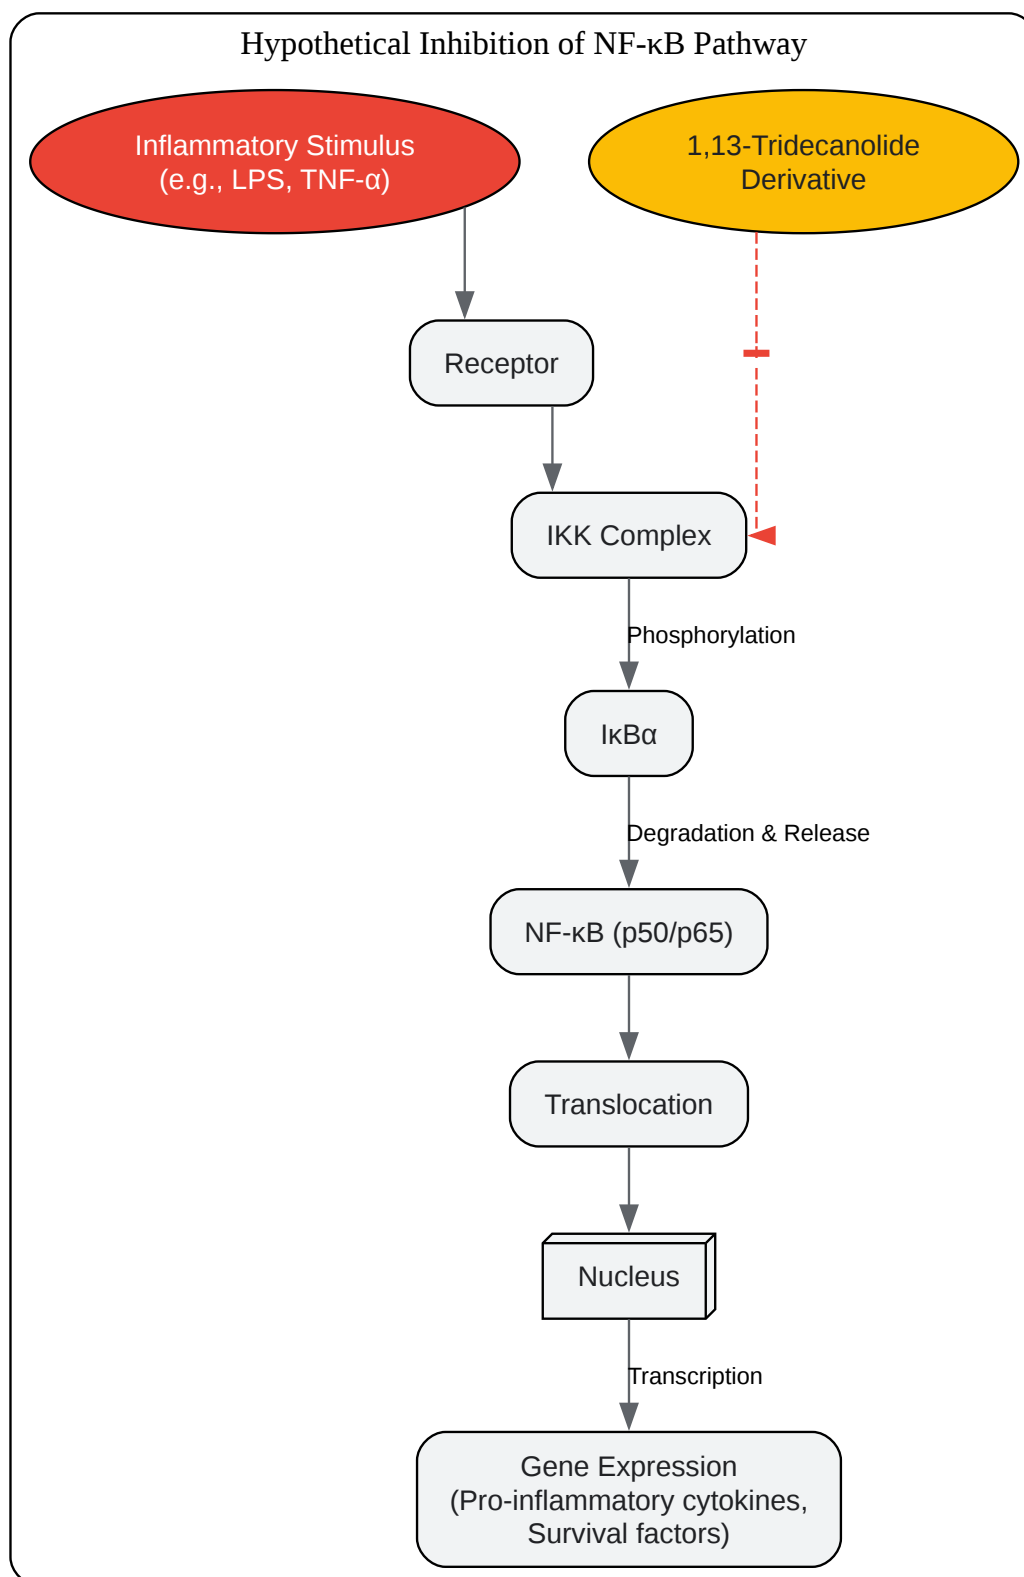 Hypothetical Inhibition of NF-κB Pathway
Inflammatory Stimulus
(e.g., LPS, TNF-α)
1,13-Tridecanolide
Derivative
Receptor
IKK Complex
Phosphorylation
IκBα
Degradation & Release
NF-κB (p50/p65)
Translocation
Nucleus
Transcription
Gene Expression
(Pro-inflammatory cytokines,
Survival factors)